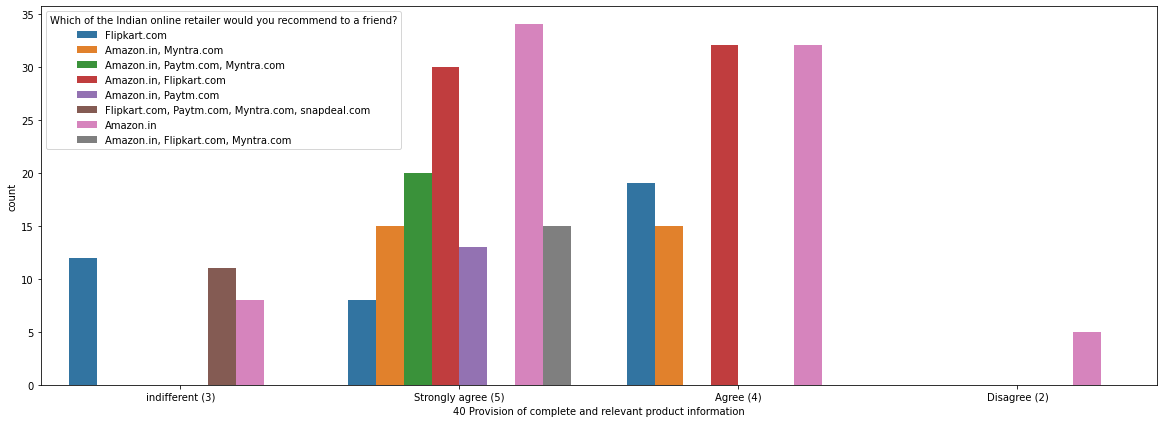 Which of the Indian online retailer would you recommend to a friend?
Flipkart.com
Amazon.in, Myntra.com
Amazon.in, Paytm.com, Myntra.com
Amazon.in, Flipkart.com
Amazon.in, Paytm.com
Flipkart.com, Paytm.com, Myntra.com, snapdeal.com
Amazon.in
Amazon.in, Flipkart.com, Myntra.com
35
30
25
20
15
10
5
0
count
indifferent (3)
Strongly agree (5)
Agree (4)
Disagree (2)
40 Provision of complete and relevant product information